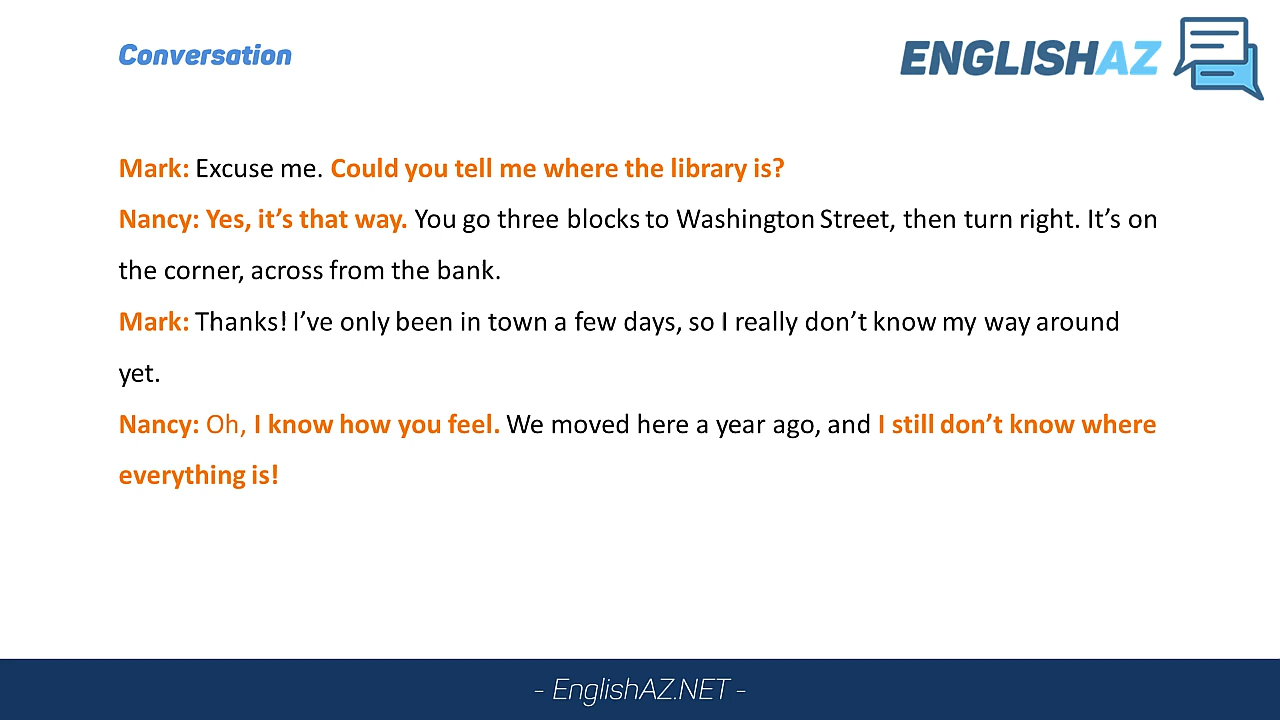 Conversation
ENGLISHAZ
Mark: Excuse me. Could you tell me where the library is?
Nancy: Yes, it’s that way. You go three blocks to Washington Street, then turn right. It’s on
the corner, across from the bank.
Mark: Thanks! I’ve only been in town a few days, so I really don’t know my way around
yet.
Nancy: Oh, I know how you feel. We moved here a year ago, and I still don’t know where
everything is!
- EnglishAZ.NET -